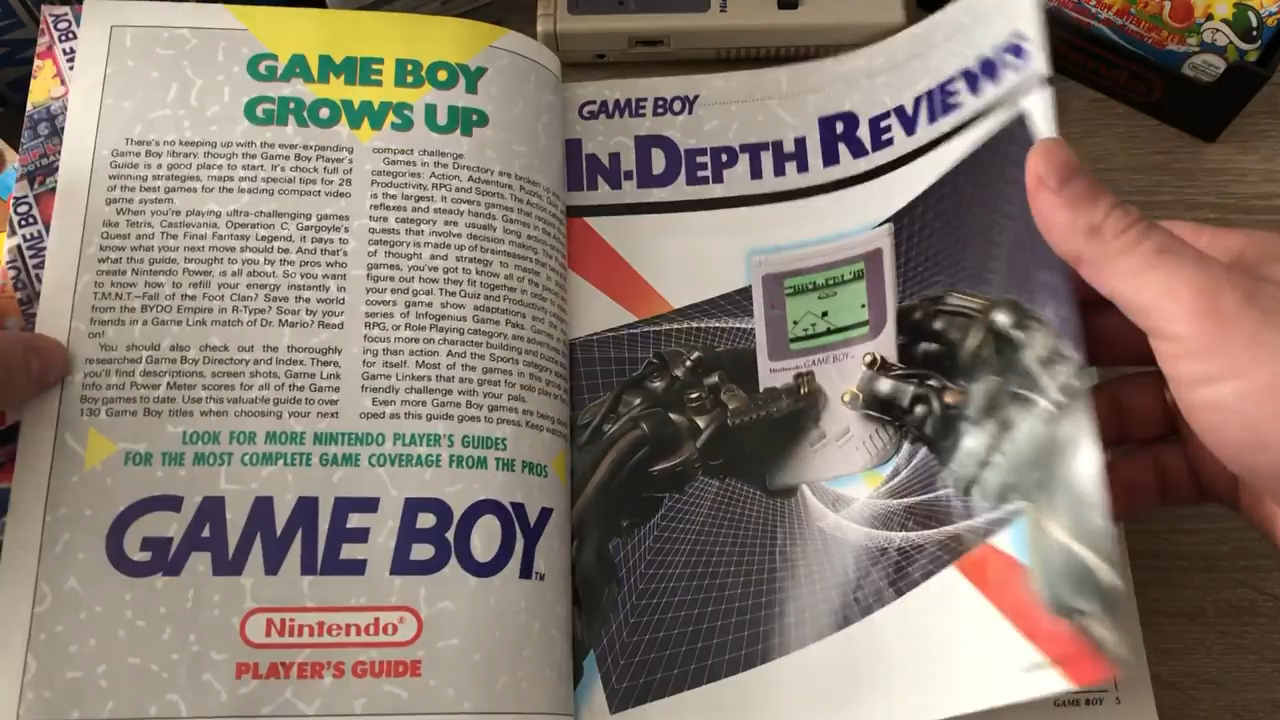 GAME BOY
GROWS UP
There's no keeping up with the ever-expanding
Game Boy library, though the Game Boy Player's
Guide is a good place to start. It's chock full of
winning strategies, maps and special tips for 28
of the best games for the leading compact video
game system.
When you're playing ultra-challenging games
like Tetris, Castlevania, Operation C, Gargoyle's
Quest and The Final Fantasy Legend, it pays to
know what your next move should be. And that's
what this guide, brought to you by the pros who
create Nintendo Power, is all about. So you want
to know how to refill your energy instantly in
T.M.N.T.—Fall of the Foot Clan? Save the world
from the BYDO Empire in R-Type? Soar by your
friends in a Game Link match of Dr. Mario? Read
on!
You should also check out the thoroughly
researched Game Boy Directory and Index. There,
you'll find descriptions, screen shots, Game Link
Info and Power Meter scores for all of the Game
Boy games to date. Use this valuable guide to over
130 Game Boy titles when choosing your next
compact challenge.
Games in the Directory are broken up
categories: Action, Adventure, Puzzle,
Productivity, RPG and Sports. The Action
is the largest. It covers games that
reflexes and steady hands. Games in the
ture category are usually long
quests that involve decision making. The
category is made up of brainteasers that
of thought and strategy to master. In
games, you've got to know all of the
figure out how they fit together in order to
your end goal. The Quiz and Productivity
covers game show adaptations and the
series of Infogenius Game Paks. Games in
RPG, or Role Playing category, are adventures
focus more on character building and puzzle
ing than action. And the Sports category
for itself. Most of the games in this group
Game Linkers that are great for solo play or
friendly challenge with your pals.
Even more Game Boy games are being
oped as this guide goes to press. Keep
LOOK FOR MORE NINTENDO PLAYER'S GUIDES
FOR THE MOST COMPLETE GAME COVERAGE FROM THE PROS
GAME BOY™
Nintendo®
PLAYER'S GUIDE
GAME BOY
IN-DEPTH REVIEWS
Nintendo GAME BOY™
GAME BOY 5
GAME BOY
GAME BOY